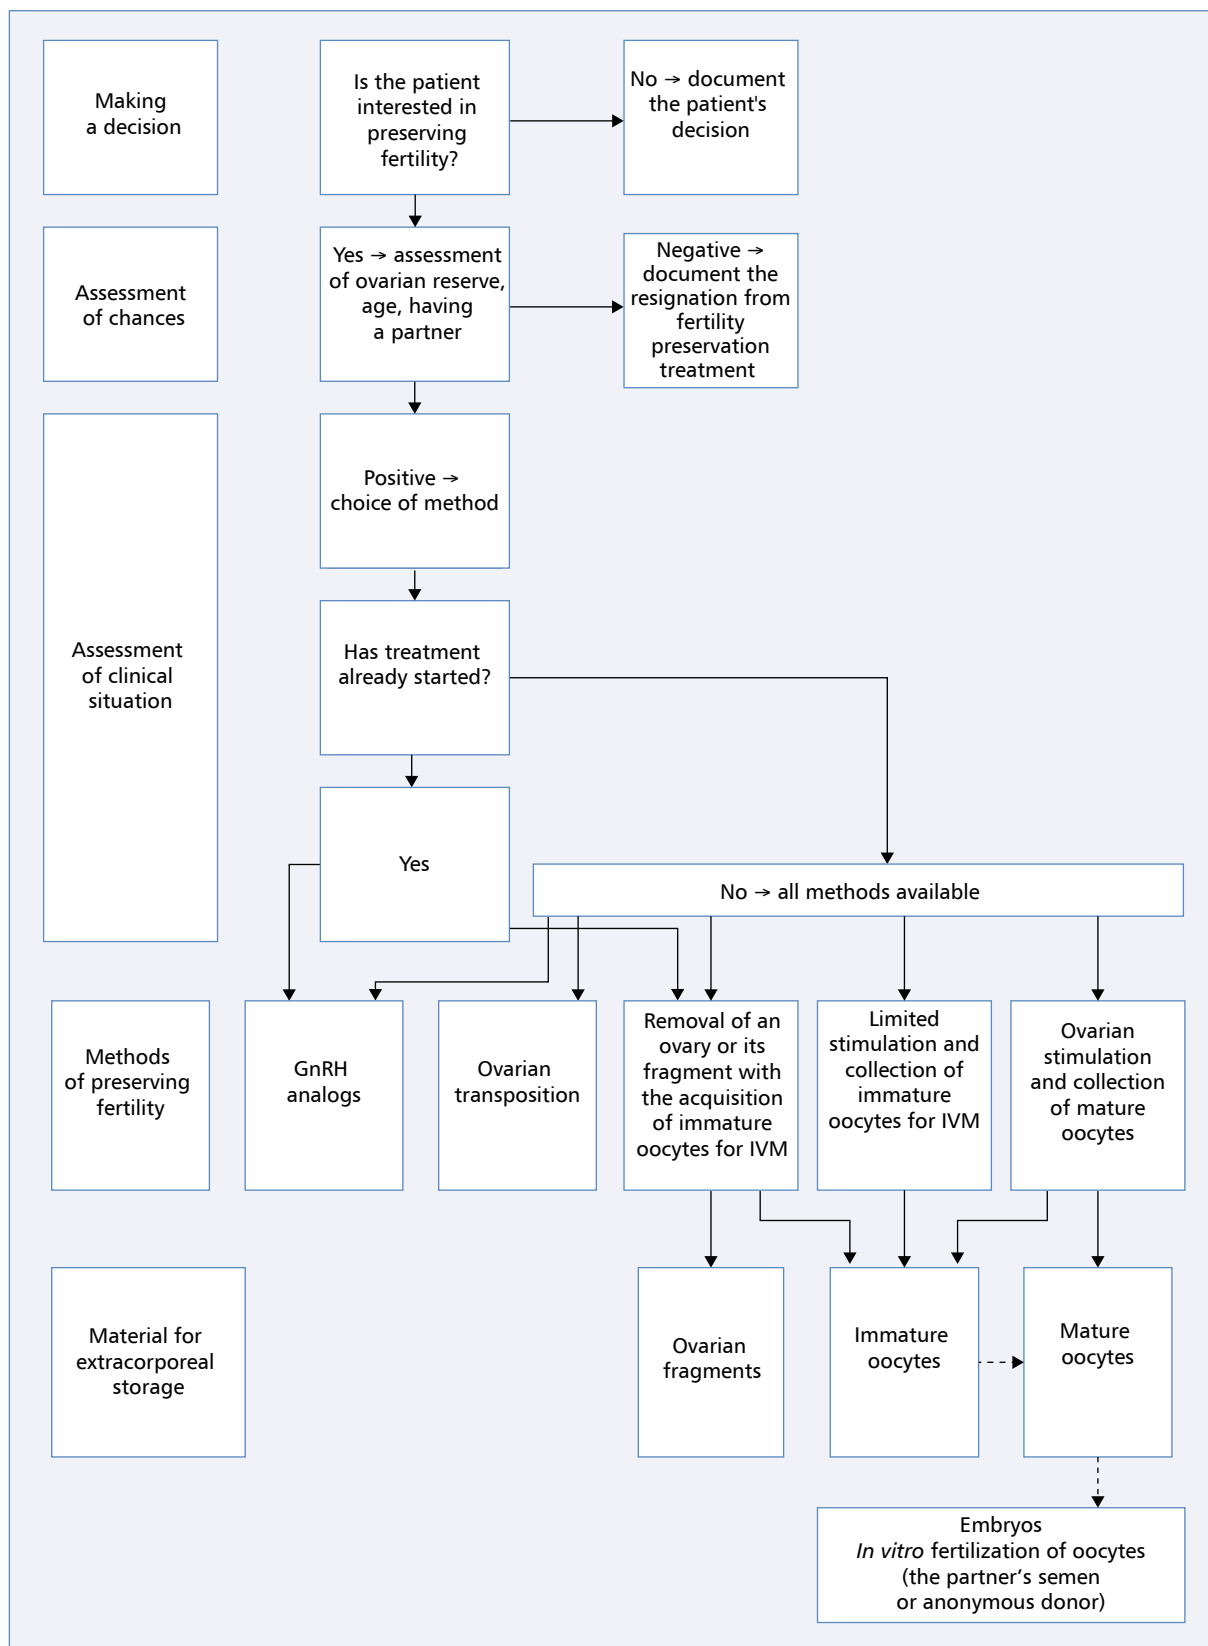 Making
a decision
Is the patient
interested in
preserving
fertility?
No → document
the patient's
decision
Assessment
of chances
Yes → assessment
of ovarian reserve,
age, having
a partner
Negative →
document the
resignation from
fertility
preservation
treatment
Assessment
of clinical
situation
Positive →
choice of method
Has treatment
already started?
Yes
No → all methods available
Methods
of preserving
fertility
GnRH
analogs
Ovarian
transposition
Removal of an
ovary or its
fragment with
the acquisition
of immature
oocytes for IVM
Limited
stimulation and
collection of
immature
oocytes for IVM
Ovarian
stimulation
and collection
of mature
oocytes
Material for
extracorporeal
storage
Ovarian
fragments
Immature
oocytes
Mature
oocytes
Embryos
In vitro fertilization of oocytes
(the partner’s semen
or anonymous donor)